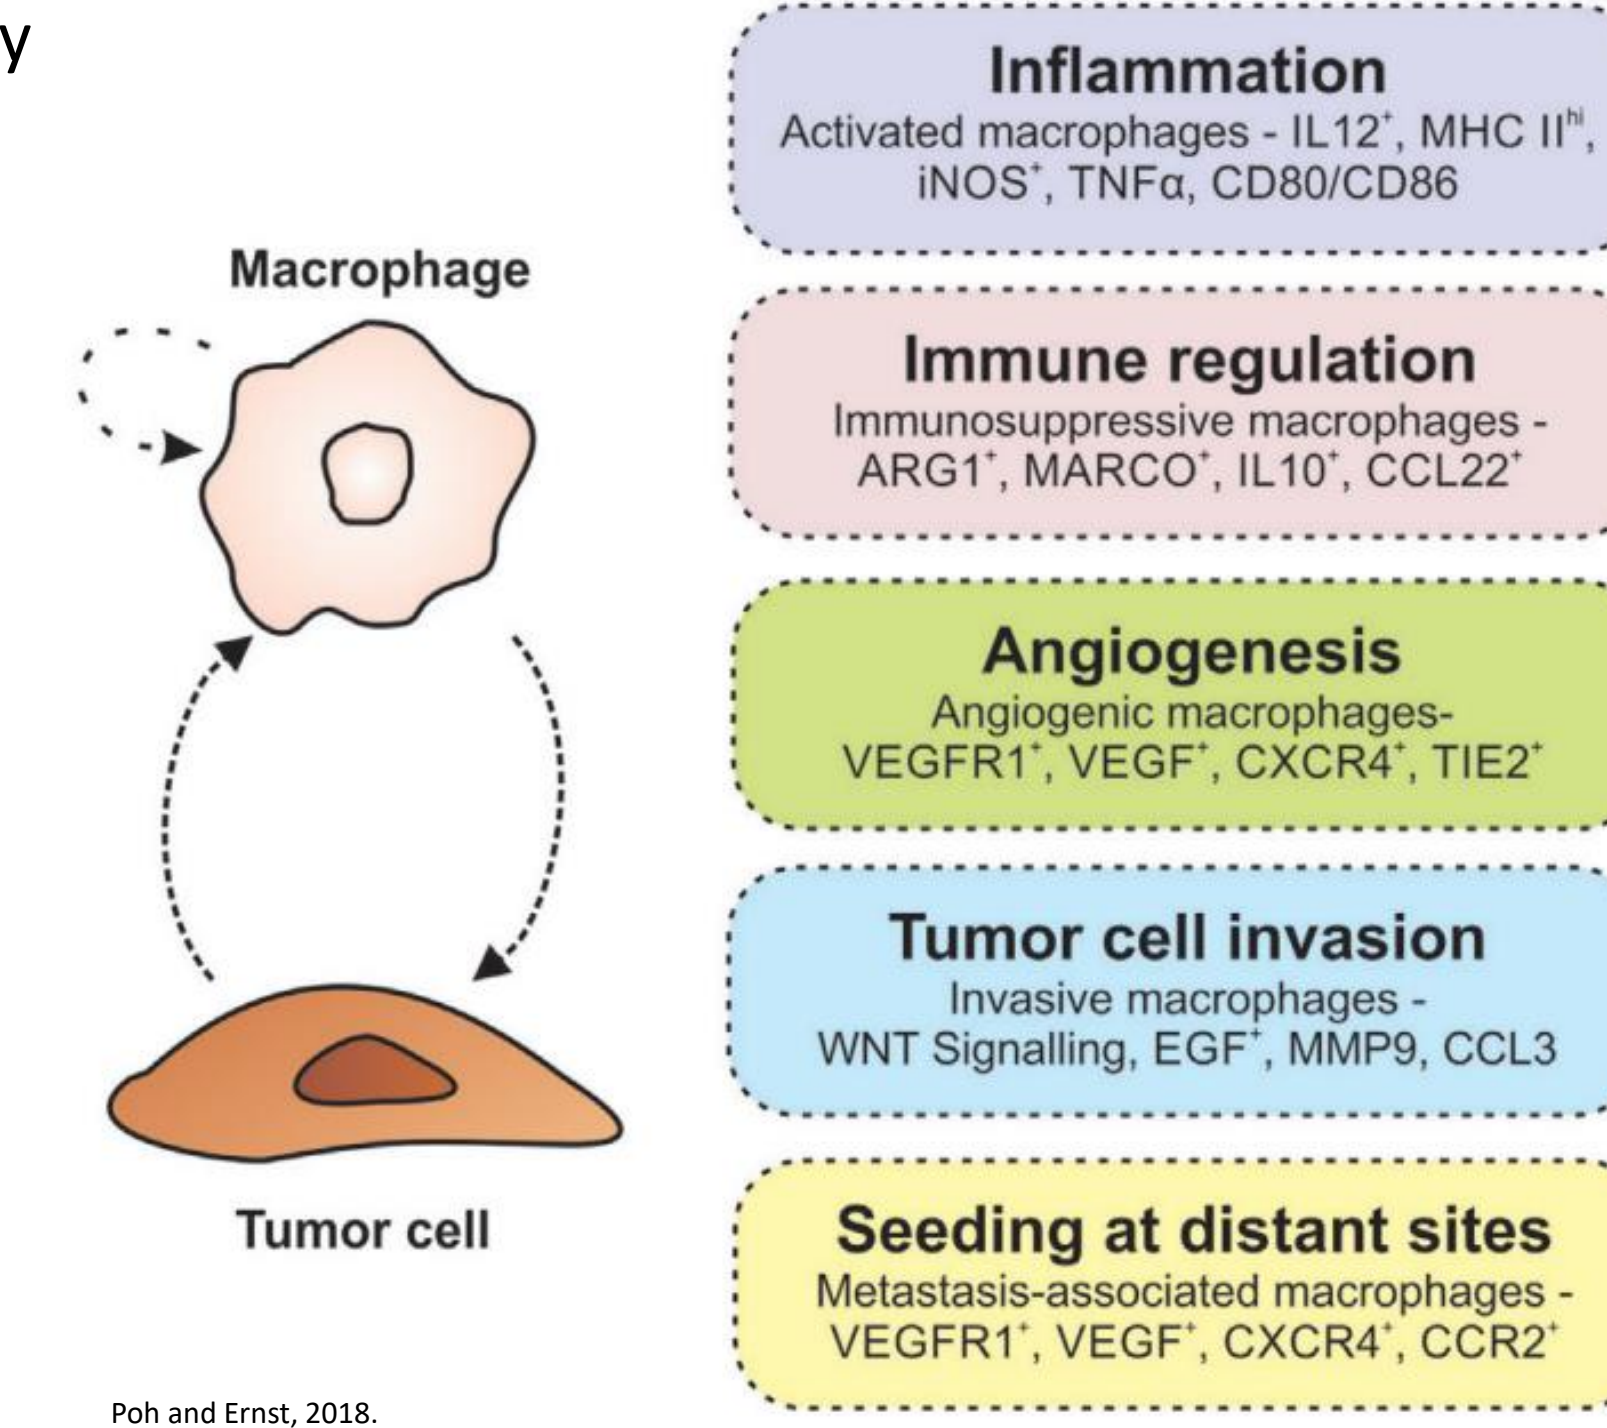 y
Macrophage
Tumor cell
Inflammation
Activated macrophages - IL12⁺, MHC IIʰⁱ,
iNOS⁺, TNFα, CD80/CD86
Immune regulation
Immunosuppressive macrophages -
ARG1⁺, MARCO⁺, IL10⁺, CCL22⁺
Angiogenesis
Angiogenic macrophages-
VEGFR1⁺, VEGF⁺, CXCR4⁺, TIE2⁺
Tumor cell invasion
Invasive macrophages -
WNT Signalling, EGF⁺, MMP9, CCL3
Seeding at distant sites
Metastasis-associated macrophages -
VEGFR1⁺, VEGF⁺, CXCR4⁺, CCR2⁺
Poh and Ernst, 2018.